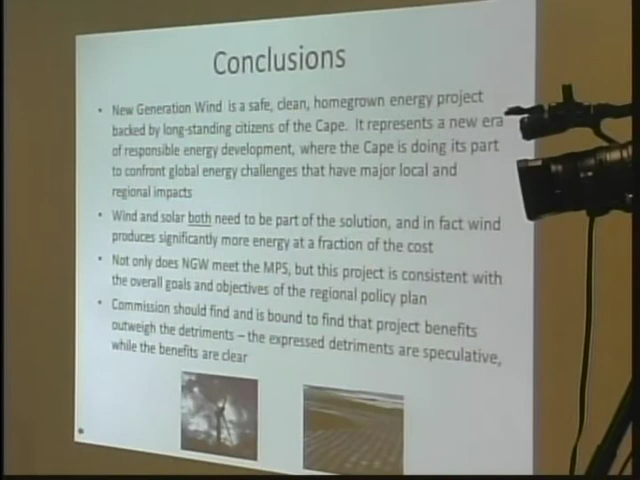 Conclusions
• New Generation Wind is a safe, clean, homegrown energy project
backed by long-standing citizens of the Cape. It represents a new era
of responsible energy development, where the Cape is doing its part
to confront global energy challenges that have major local and
regional impacts
• Wind and solar both need to be part of the solution, and in fact wind
produces significantly more energy at a fraction of the cost
• Not only does NGW meet the MPS, but this project is consistent with
the overall goals and objectives of the regional policy plan
• Commission should find and is bound to find that project benefits
outweigh the detriments – the expressed detriments are speculative,
while the benefits are clear